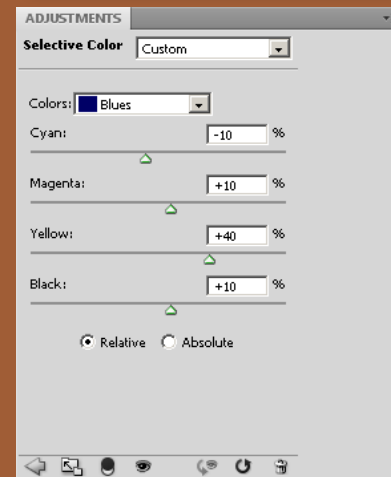 ADJUSTMENTS
Selective Color Custom
Colors: Blues
Cyan: -10 %
Magenta: +10 %
Yellow: +40 %
Black: +10 %
Relative Absolute